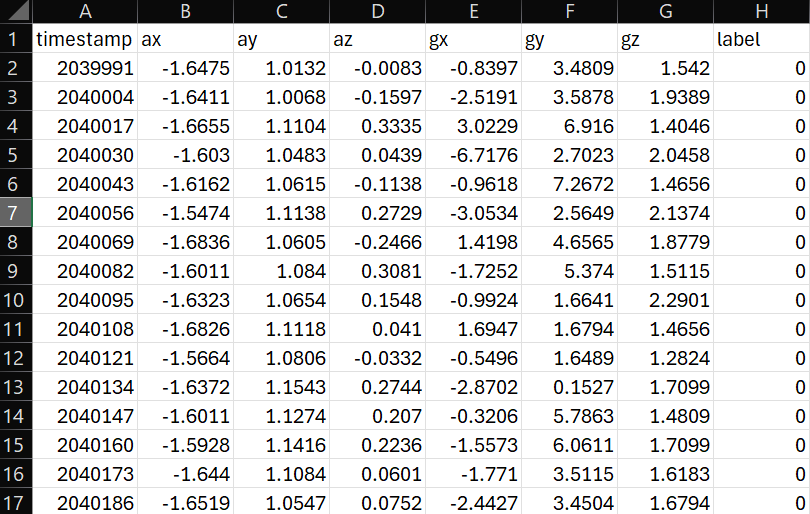 A B C D E F G H
1 timestamp ax ay az gx gy gz label
2 2039991 -1.6475 1.0132 -0.0083 -0.8397 3.4809 1.542 0
3 2040004 -1.6411 1.0068 -0.1597 -2.5191 3.5878 1.9389 0
4 2040017 -1.6655 1.1104 0.3335 3.0229 6.916 1.4046 0
5 2040030 -1.603 1.0483 0.0439 -6.7176 2.7023 2.0458 0
6 2040043 -1.6162 1.0615 -0.1138 -0.9618 7.2672 1.4656 0
7 2040056 -1.5474 1.1138 0.2729 -3.0534 2.5649 2.1374 0
8 2040069 -1.6836 1.0605 -0.2466 1.4198 4.6565 1.8779 0
9 2040082 -1.6011 1.084 0.3081 -1.7252 5.374 1.5115 0
10 2040095 -1.6323 1.0654 0.1548 -0.9924 1.6641 2.2901 0
11 2040108 -1.6826 1.1118 0.041 1.6947 1.6794 1.4656 0
12 2040121 -1.5664 1.0806 -0.0332 -0.5496 1.6489 1.2824 0
13 2040134 -1.6372 1.1543 0.2744 -2.8702 0.1527 1.7099 0
14 2040147 -1.6011 1.1274 0.207 -0.3206 5.7863 1.4809 0
15 2040160 -1.5928 1.1416 0.2236 -1.5573 6.0611 1.7099 0
16 2040173 -1.644 1.1084 0.0601 -1.771 3.5115 1.6183 0
17 2040186 -1.6519 1.0547 0.0752 -2.4427 3.4504 1.6794 0